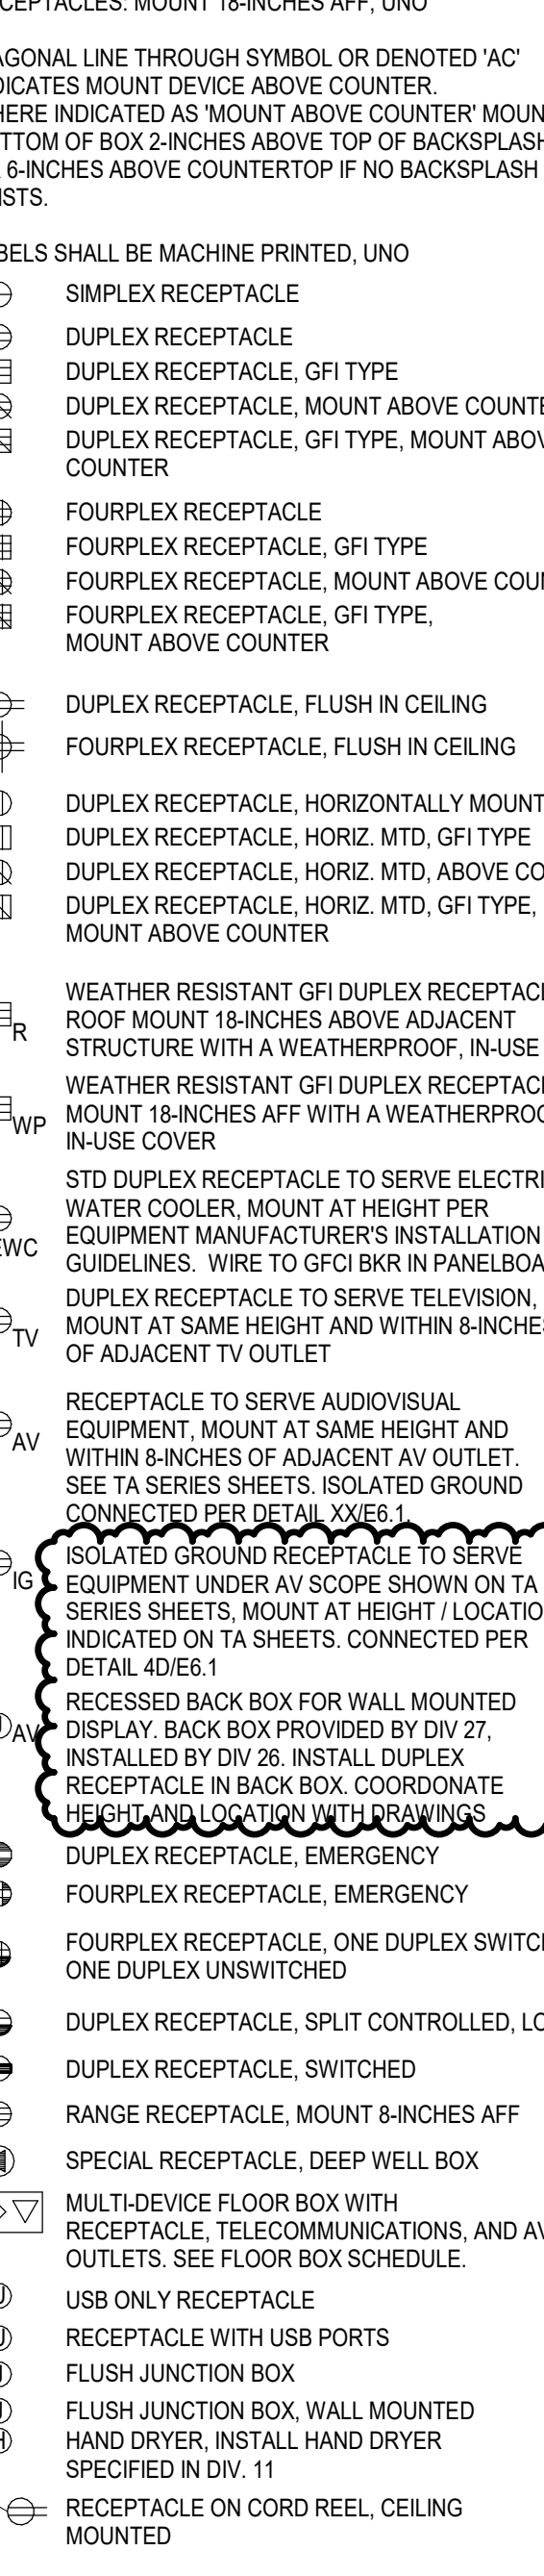 RECEPTACLES: MOUNT 18-INCHES AFF, UNO
AGONAL LINE THROUGH SYMBOL OR DENOTED 'AC'
DICATES MOUNT DEVICE ABOVE COUNTER.
HERE INDICATED AS 'MOUNT ABOVE COUNTER' MOUN
TTOM OF BOX 2-INCHES ABOVE TOP OF BACKSPLASH
6-INCHES ABOVE COUNTERTOP IF NO BACKSPLASH
ISTS.
BELS SHALL BE MACHINE PRINTED, UNO
SIMPLEX RECEPTACLE
DUPLEX RECEPTACLE
DUPLEX RECEPTACLE, GFI TYPE
DUPLEX RECEPTACLE, MOUNT ABOVE COUNTE
DUPLEX RECEPTACLE, GFI TYPE, MOUNT ABOV
COUNTER
FOURPLEX RECEPTACLE
FOURPLEX RECEPTACLE, GFI TYPE
FOURPLEX RECEPTACLE, MOUNT ABOVE COUN
FOURPLEX RECEPTACLE, GFI TYPE,
MOUNT ABOVE COUNTER
DUPLEX RECEPTACLE, FLUSH IN CEILING
FOURPLEX RECEPTACLE, FLUSH IN CEILING
DUPLEX RECEPTACLE, HORIZONTALLY MOUNT
DUPLEX RECEPTACLE, HORIZ. MTD, GFI TYPE
DUPLEX RECEPTACLE, HORIZ. MTD, ABOVE CO
DUPLEX RECEPTACLE, HORIZ. MTD, GFI TYPE,
MOUNT ABOVE COUNTER
WEATHER RESISTANT GFI DUPLEX RECEPTACL
R ROOF MOUNT 18-INCHES ABOVE ADJACENT
STRUCTURE WITH A WEATHERPROOF, IN-USE
WEATHER RESISTANT GFI DUPLEX RECEPTACL
WP MOUNT 18-INCHES AFF WITH A WEATHERPROO
IN-USE COVER
STD DUPLEX RECEPTACLE TO SERVE ELECTRI
WATER COOLER, MOUNT AT HEIGHT PER
EWC EQUIPMENT MANUFACTURER'S INSTALLATION
GUIDELINES. WIRE TO GFCI BKR IN PANELBOA
DUPLEX RECEPTACLE TO SERVE TELEVISION,
TV MOUNT AT SAME HEIGHT AND WITHIN 8-INCHES
OF ADJACENT TV OUTLET
RECEPTACLE TO SERVE AUDIOVISUAL
AV EQUIPMENT, MOUNT AT SAME HEIGHT AND
WITHIN 8-INCHES OF ADJACENT AV OUTLET.
SEE TA SERIES SHEETS. ISOLATED GROUND
CONNECTED PER DETAIL XX/E6.1.
ISOLATED GROUND RECEPTACLE TO SERVE
IG EQUIPMENT UNDER AV SCOPE SHOWN ON TA
SERIES SHEETS, MOUNT AT HEIGHT / LOCATIO
INDICATED ON TA SHEETS. CONNECTED PER
DETAIL 4D/E6.1
RECESSED BACK BOX FOR WALL MOUNTED
AV DISPLAY. BACK BOX PROVIDED BY DIV 27,
INSTALLED BY DIV 26. INSTALL DUPLEX
RECEPTACLE IN BACK BOX. COORDONATE
HEIGHT AND LOCATION WITH DRAWINGS
DUPLEX RECEPTACLE, EMERGENCY
FOURPLEX RECEPTACLE, EMERGENCY
FOURPLEX RECEPTACLE, ONE DUPLEX SWITCH
ONE DUPLEX UNSWITCHED
DUPLEX RECEPTACLE, SPLIT CONTROLLED, LO
DUPLEX RECEPTACLE, SWITCHED
RANGE RECEPTACLE, MOUNT 8-INCHES AFF
SPECIAL RECEPTACLE, DEEP WELL BOX
MULTI-DEVICE FLOOR BOX WITH
RECEPTACLE, TELECOMMUNICATIONS, AND AV
OUTLETS. SEE FLOOR BOX SCHEDULE.
USB ONLY RECEPTACLE
RECEPTACLE WITH USB PORTS
FLUSH JUNCTION BOX
FLUSH JUNCTION BOX, WALL MOUNTED
HAND DRYER, INSTALL HAND DRYER
SPECIFIED IN DIV. 11
RECEPTACLE ON CORD REEL, CEILING
MOUNTED